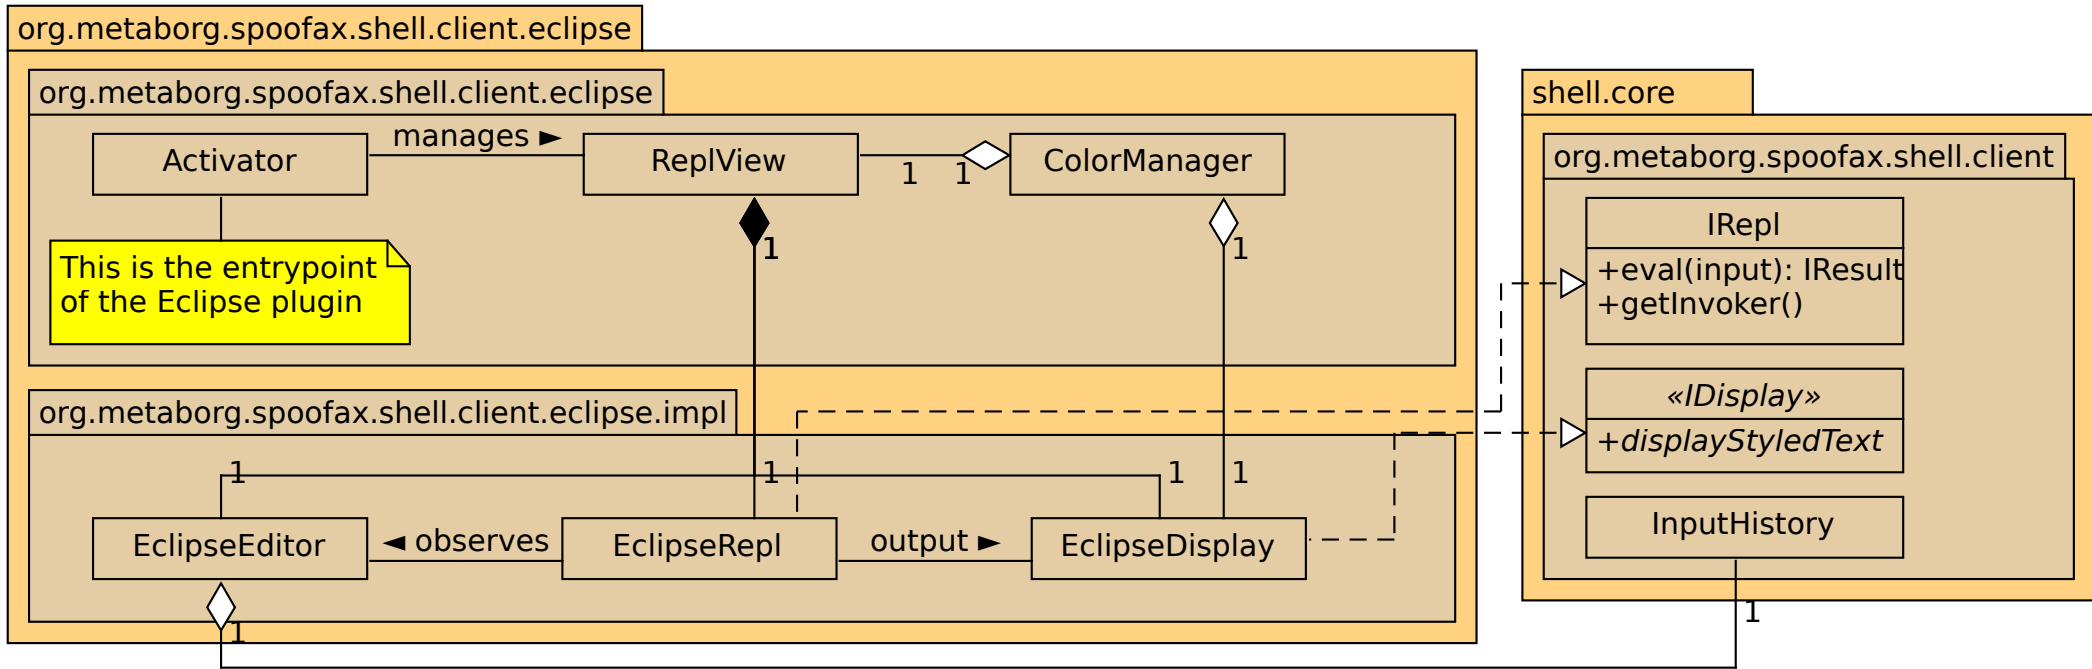 org.metaborg.spoofax.shell.client.eclipse
org.metaborg.spoofax.shell.client.eclipse
Activator
manages ►
ReplView
1
1
ColorManager
This is the entrypoint
of the Eclipse plugin
1
1
org.metaborg.spoofax.shell.client.eclipse.impl
1
1
1
1
EclipseEditor
◄ observes
EclipseRepl
output ►
EclipseDisplay
1
shell.core
org.metaborg.spoofax.shell.client
IRepl
+eval(input): IResult
+getInvoker()
«IDisplay»
+displayStyledText
InputHistory
1